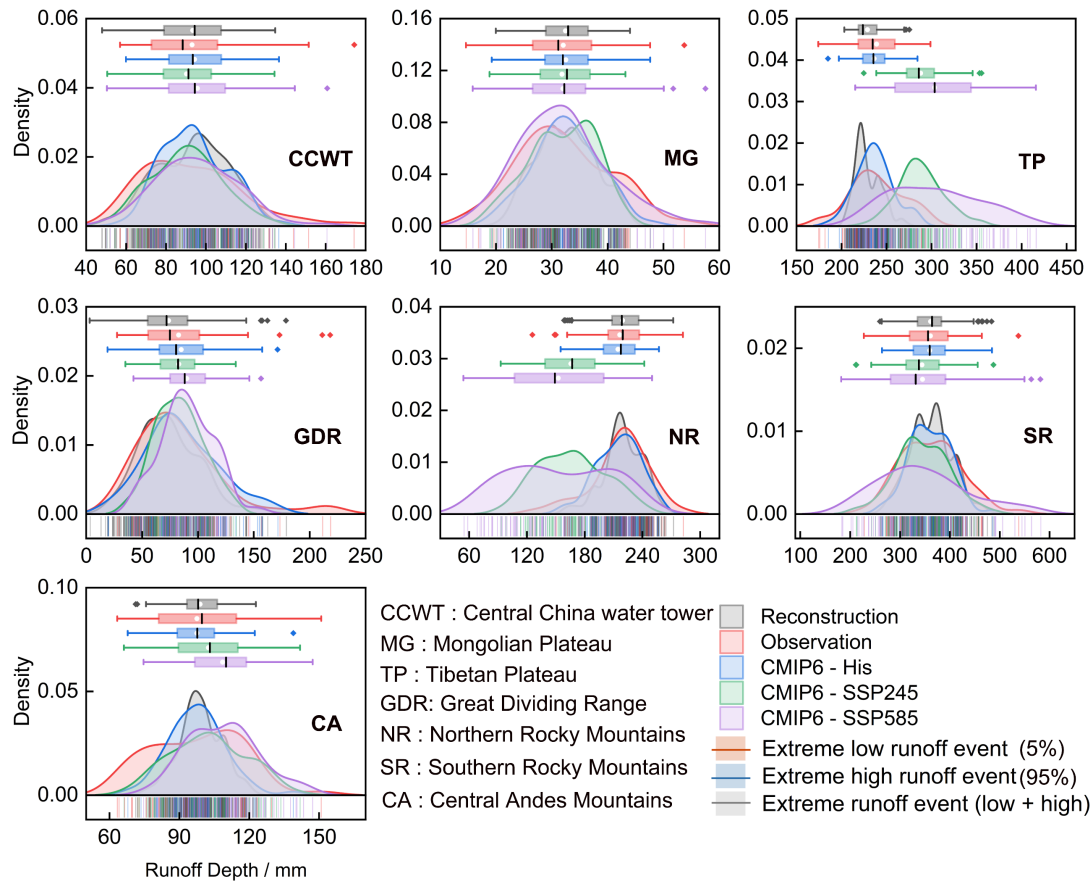 0.06
0.04
0.02
0.00
Density
CCWT
40 60 80 100 120 140 160 180
0.16
0.12
0.08
0.04
0.00
MG
10 20 30 40 50 60
0.05
0.04
0.03
0.02
0.01
0.00
TP
150 200 250 300 350 400 450
0.03
0.02
0.01
0.00
Density
GDR
0 50 100 150 200 250
0.04
0.03
0.02
0.01
0.00
NR
60 120 180 240 300
0.02
0.01
0.00
SR
100 200 300 400 500 600
0.10
0.05
0.00
Density
CA
60 90 120 150
Runoff Depth / mm
CCWT : Central China water tower
MG : Mongolian Plateau
TP : Tibetan Plateau
GDR: Great Dividing Range
NR : Northern Rocky Mountains
SR : Southern Rocky Mountains
CA : Central Andes Mountains
Reconstruction
Observation
CMIP6 - His
CMIP6 - SSP245
CMIP6 - SSP585
Extreme low runoff event (5%)
Extreme high runoff event (95%)
Extreme runoff event (low + high)